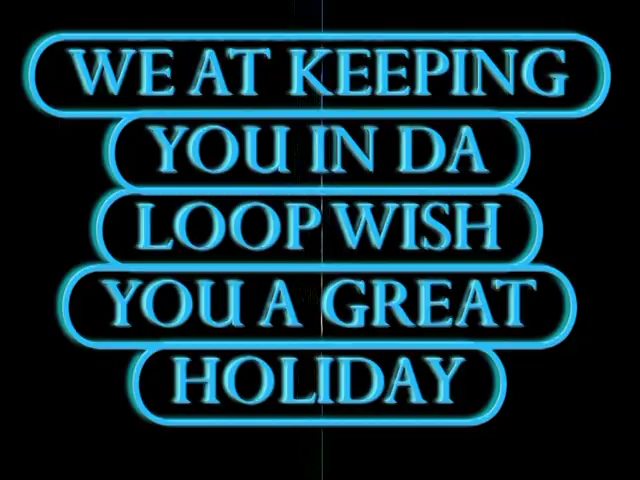 WE AT KEEPING
YOU IN DA
LOOP WISH
YOU A GREAT
HOLIDAY